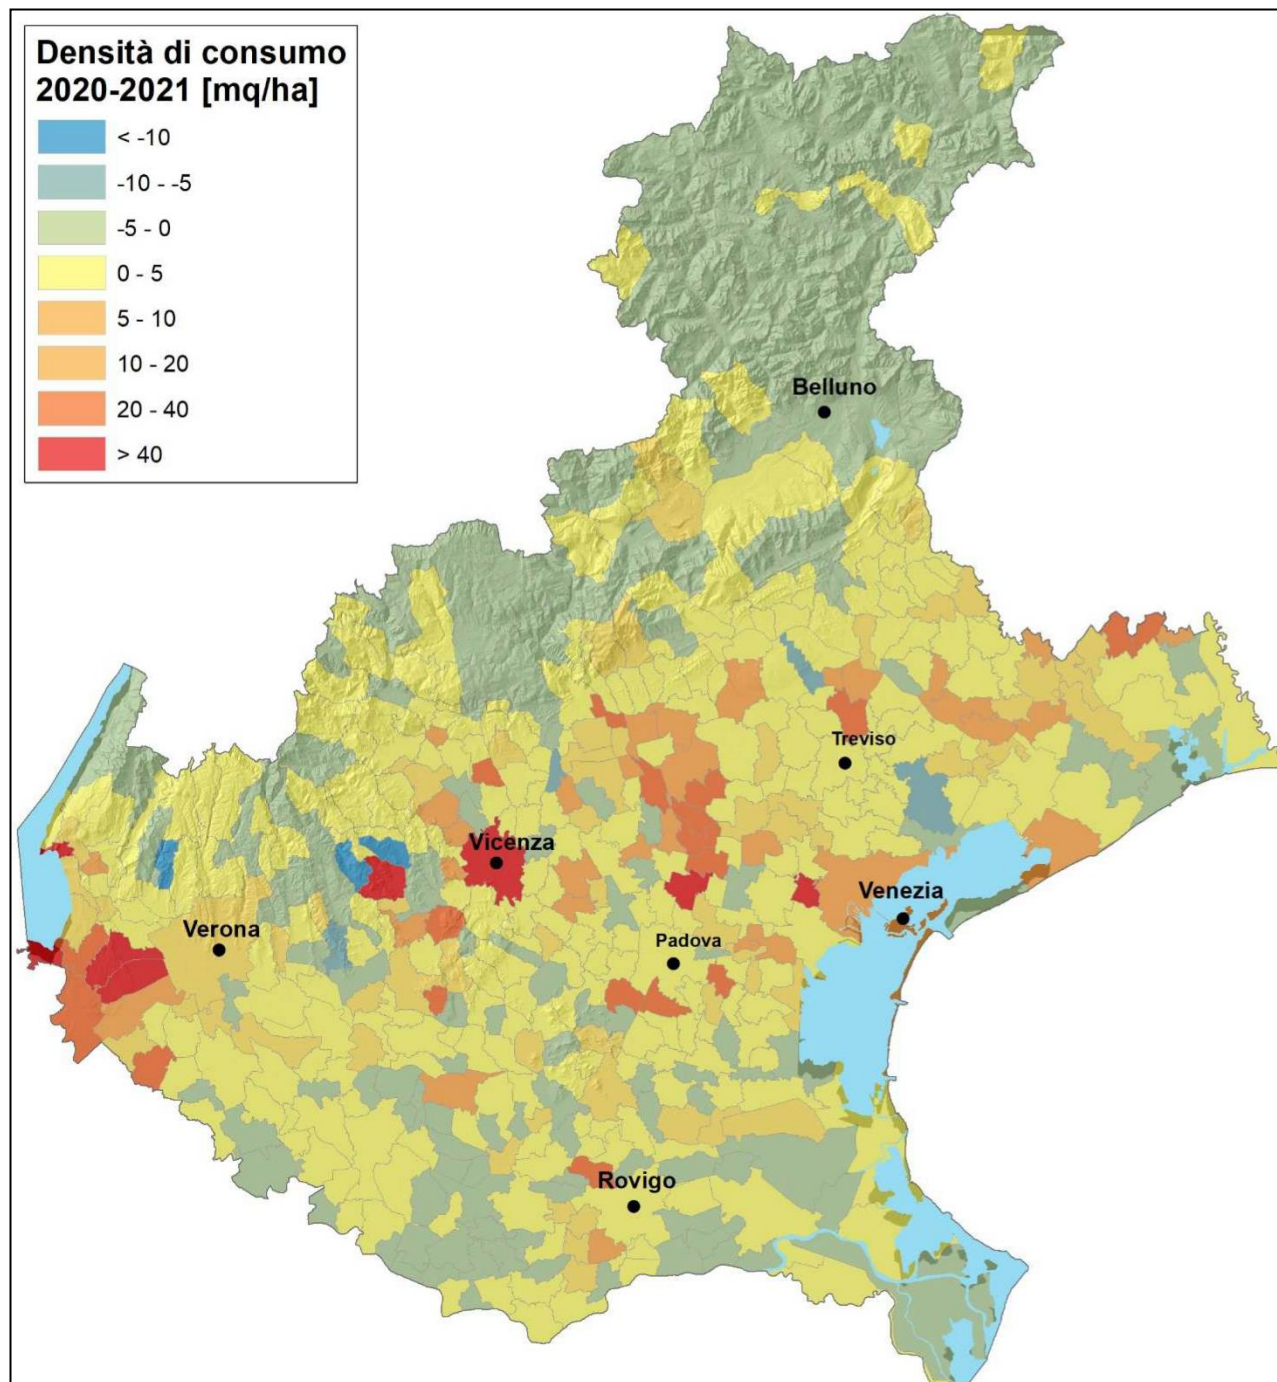 Densità di consumo
2020-2021 [mq/ha]
< -10
-10 - -5
-5 - 0
0 - 5
5 - 10
10 - 20
20 - 40
> 40
Belluno
Treviso
Vicenza
Venezia
Verona
Padova
Rovigo